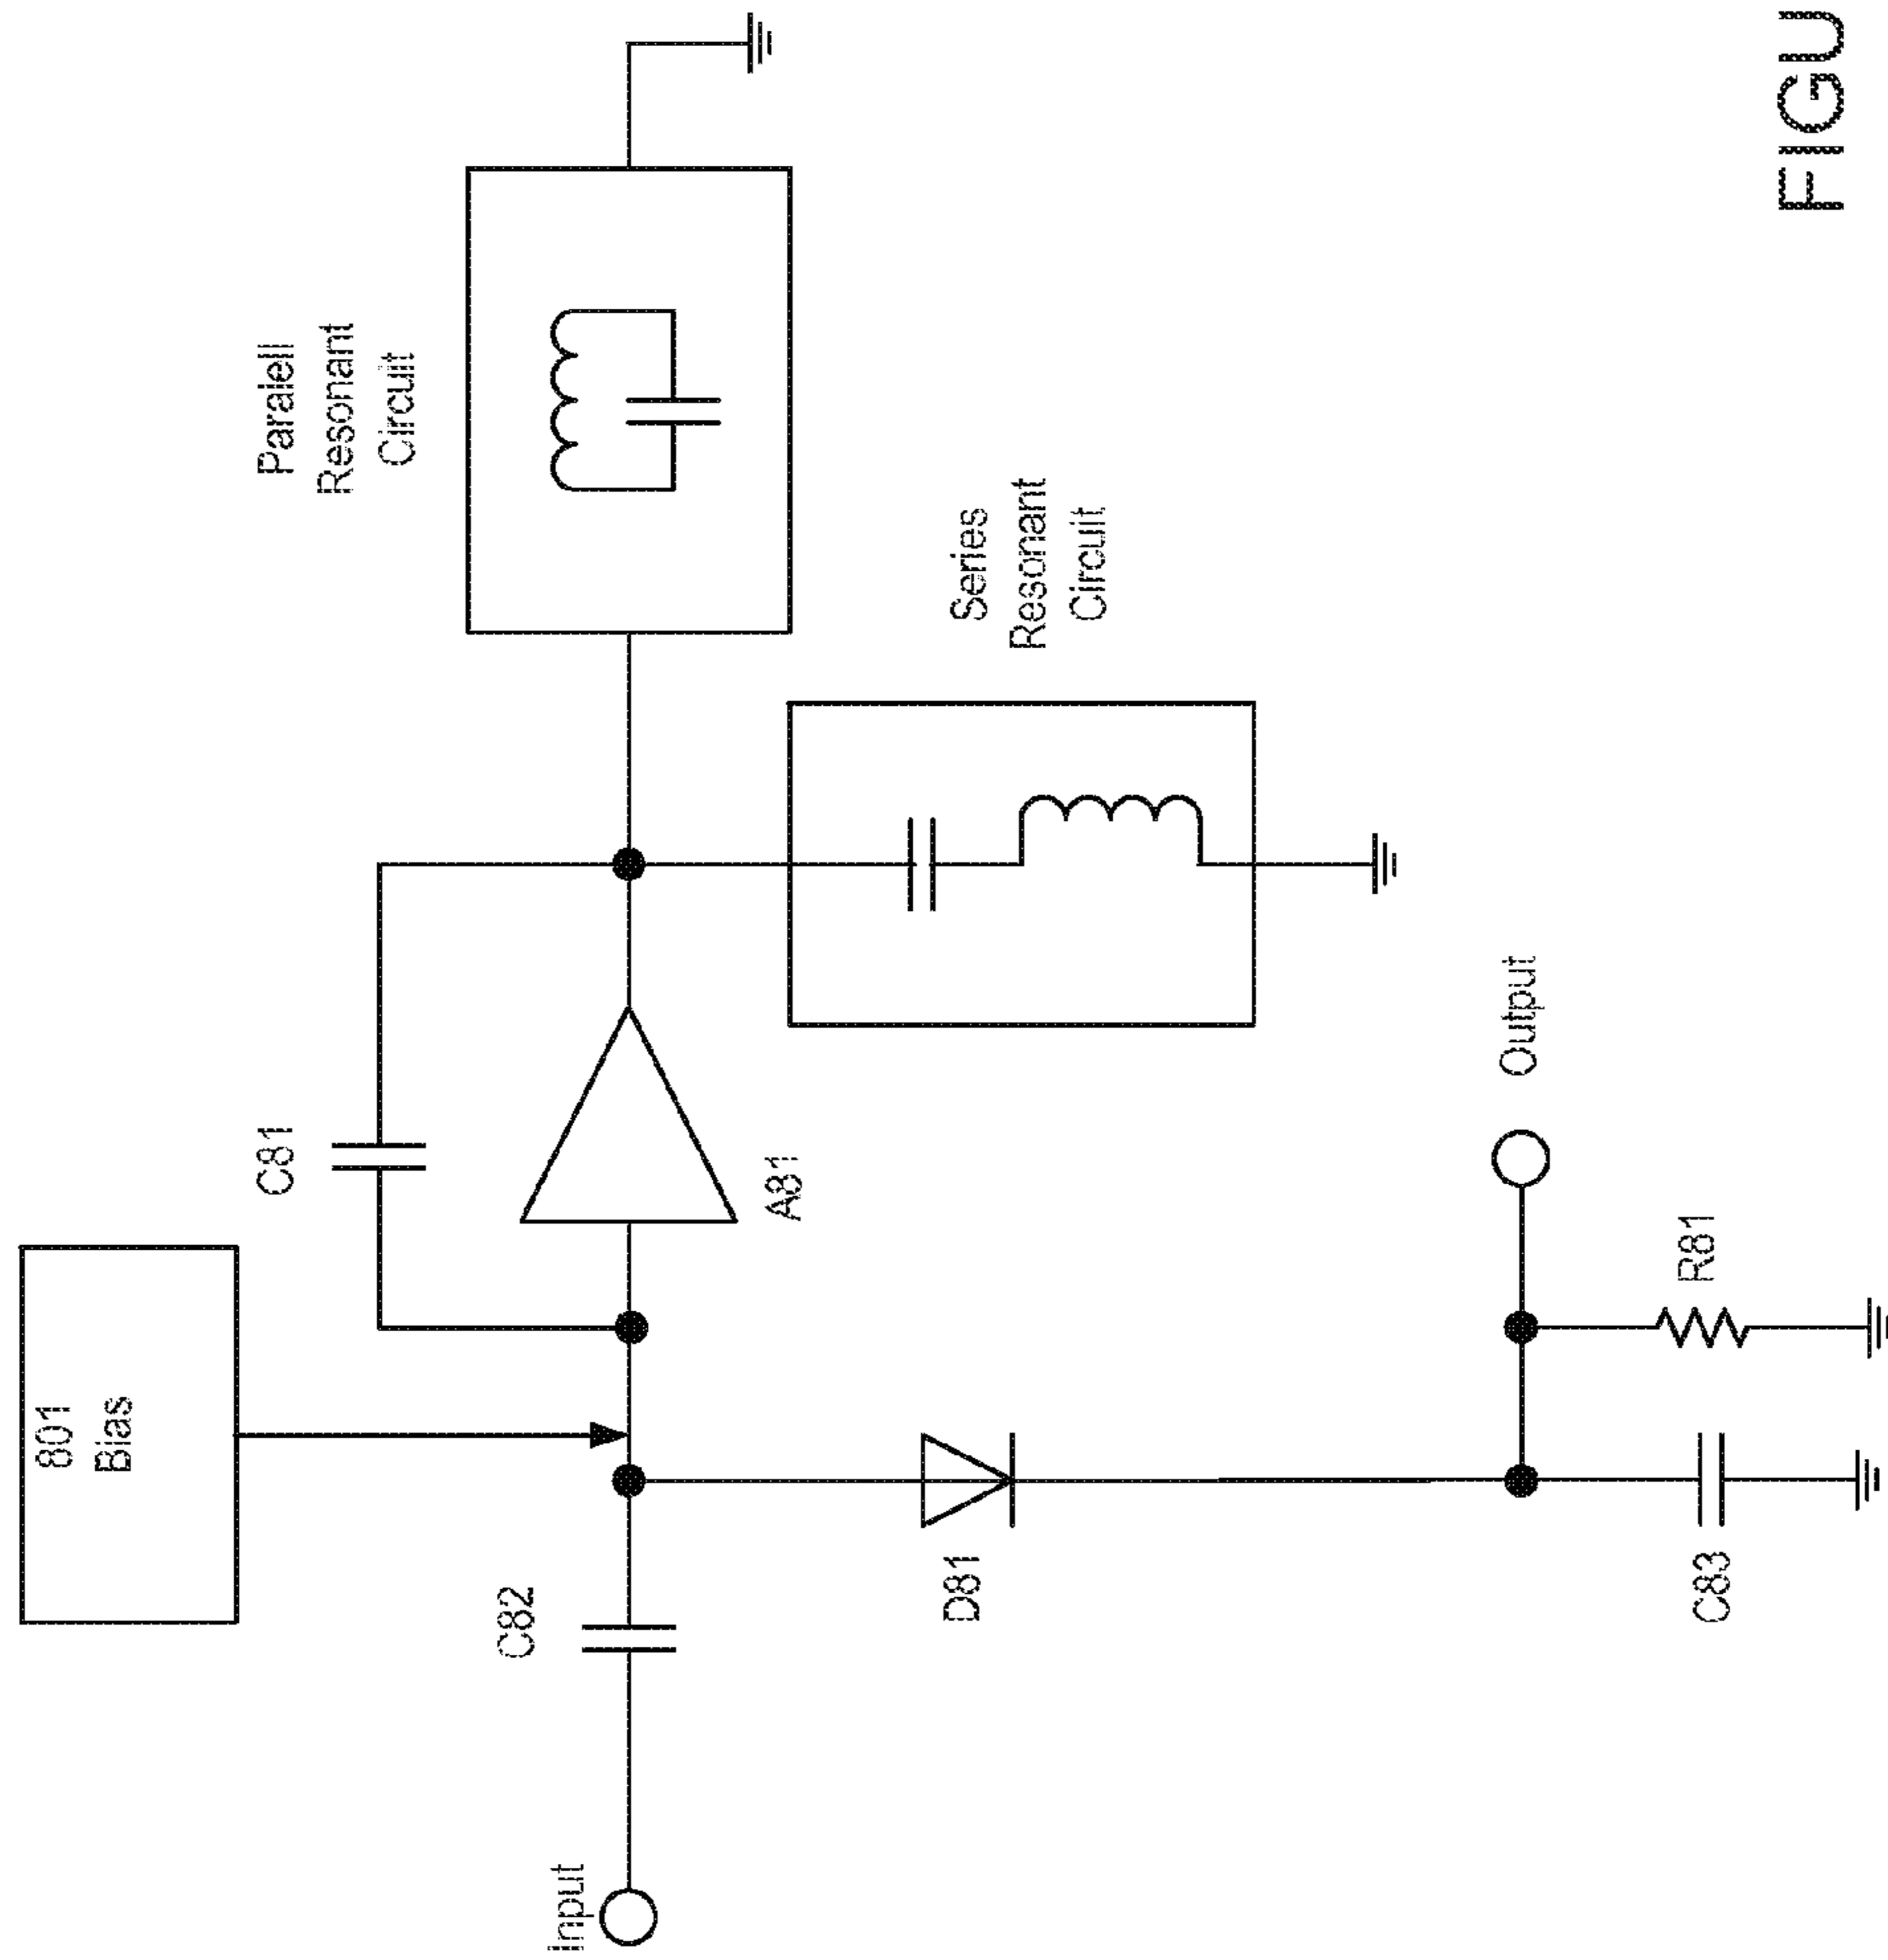 801
Bias
C81
Paralell
Resonant
Circuit
C82
Input
A81
Series
Resonant
Circuit
D81
Output
R81
C83
FIGU